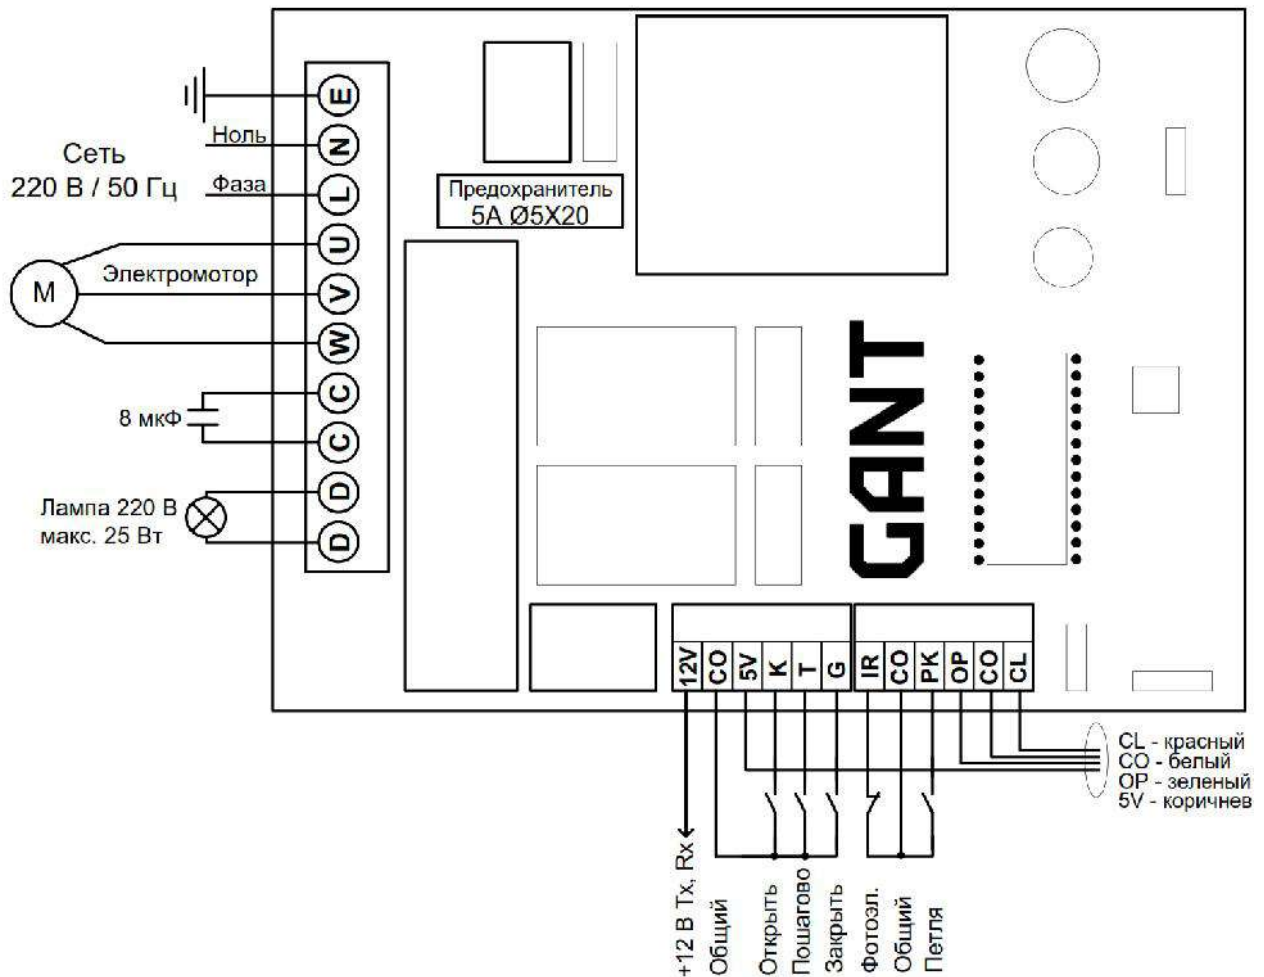 E
Ноль
N
Сеть
220 В / 50 Гц
Фаза
L
Предохранитель
5А Ø5X20
U
Электромотор
M
V
W
C
8 мкФ
C
D
Лампа 220 В
макс. 25 Вт
D
GANT
12V
CO
5V
K
T
G
IR
CO
PK
OP
CO
CL
CL - красный
CO - белый
OP - зеленый
5V - коричнев
+12 В Tx, Rx
Общий
Открыть
Пошагово
Закрыть
Фотоэл.
Общий
Петля